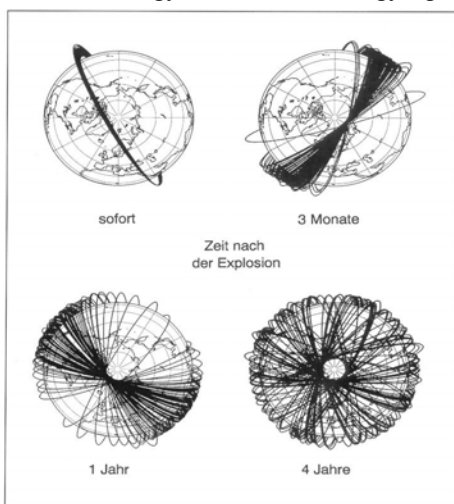 sofort
3 Monate
Zeit nach
der Explosion
1 Jahr
4 Jahre